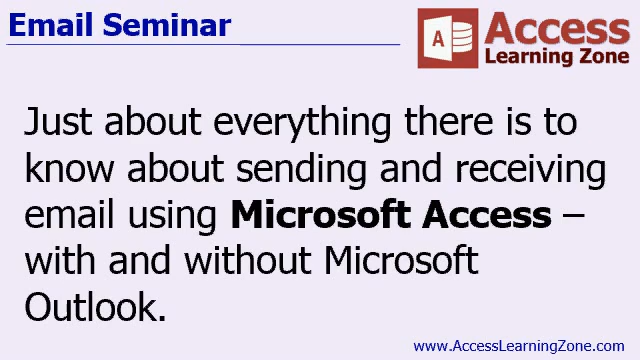 Email Seminar
A
Access
Learning Zone
Just about everything there is to
know about sending and receiving
email using Microsoft Access –
with and without Microsoft
Outlook.
www.AccessLearningZone.com